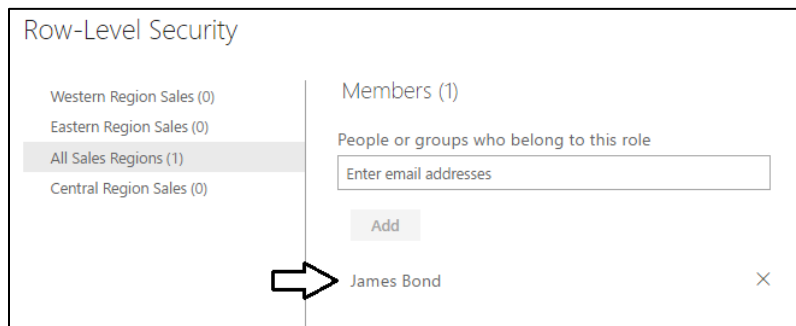 Row-Level Security
Western Region Sales (0)
Eastern Region Sales (0)
All Sales Regions (1)
Central Region Sales (0)
Members (1)
People or groups who belong to this role
Enter email addresses
Add
James Bond